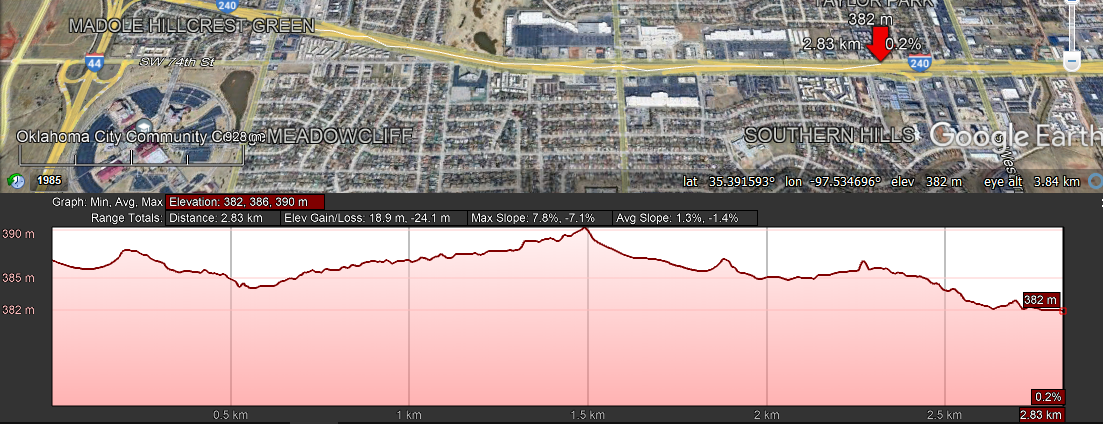 240
TAYLOR PARK
MADOLE HILLCREST GREEN
382 m
2.83 km 0.2%
44
SW 74th St
240
Oklahoma City Community C
928 m
MEADOWCLIFF
SOUTHERN HILLS
Google Earth
1985
lat 35.391593° lon -97.534696° elev 382 m eye alt 3.84 km
Graph: Min, Avg, Max Elevation: 382, 386, 390 m
Range Totals: Distance: 2.83 km Elev Gain/Loss: 18.9 m, -24.1 m Max Slope: 7.8%, -7.1% Avg Slope: 1.3%, -1.4%
390 m
385 m
382 m
382 m
0.2%
0.5 km 1 km 1.5 km 2 km 2.5 km 2.83 km